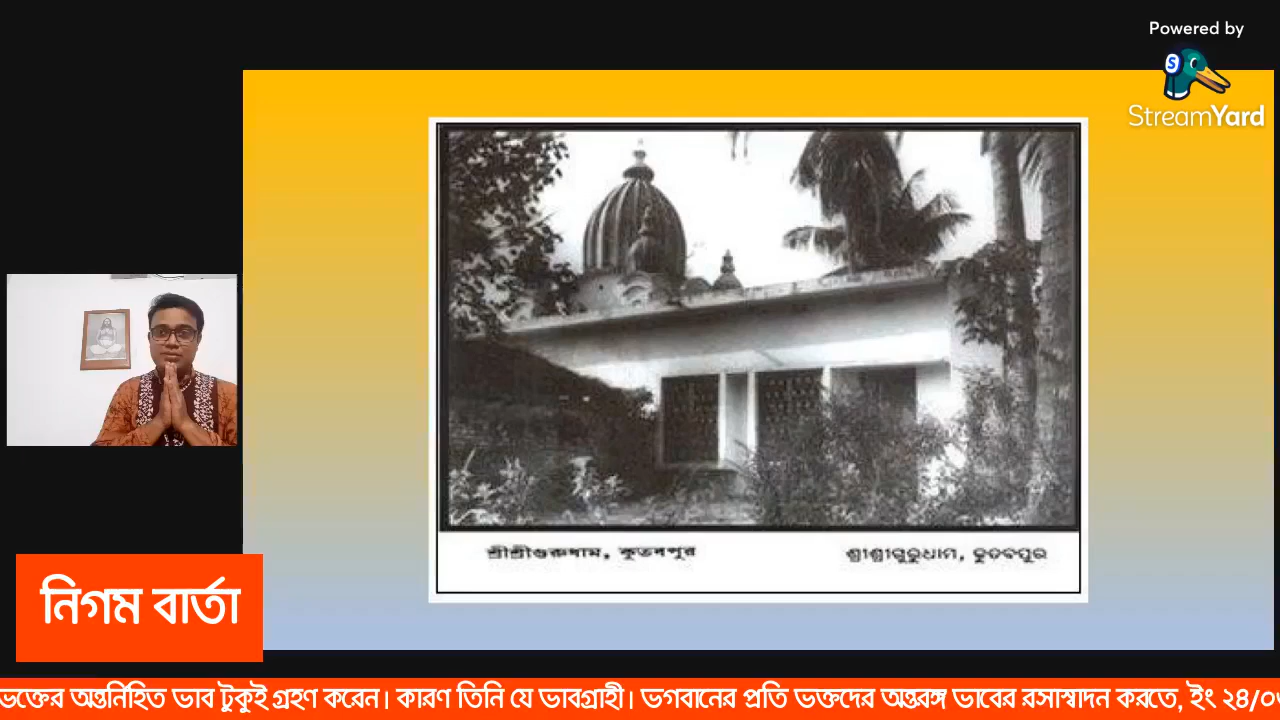 Powered by
StreamYard
শ্রীশ্রীগুরুধাম, কুতবপুর
ଶ୍ରୀଶ୍ରୀଗୁରୁଧାମ, କୁତବପୁର
নিগম বার্তা
ভক্তের অন্তর্নিহিত ভাব টুকুই গ্রহণ করেন। কারণ তিনি যে ভাবগ্রাহী। ভগবানের প্রতি ভক্তদের অন্তরঙ্গ ভাবের রসাস্বাদন করতে, ইং ২৪/০